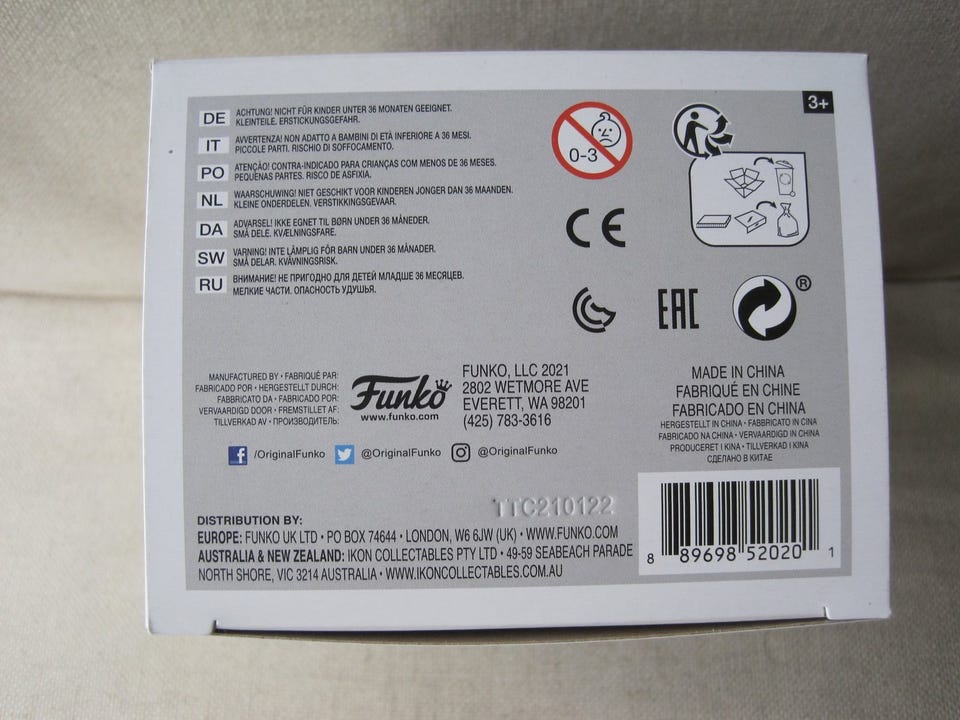 DE ACHTUNG! NICHT FÜR KINDER UNTER 36 MONATEN GEEIGNET.
KLEINTEILE. ERSTICKUNGSGEFAHR.
IT AVVERTENZA! NON ADATTO A BAMBINI DI ETÀ INFERIORE A 36 MESI.
PICCOLE PARTI. RISCHIO DI SOFFOCAMENTO.
PO ATENÇÃO! CONTRA-INDICADO PARA CRIANÇAS COM MENOS DE 36 MESES.
PEQUENAS PARTES. RISCO DE ASFIXIA.
NL WAARSCHUWING! NIET GESCHIKT VOOR KINDEREN JONGER DAN 36 MAANDEN.
KLEINE ONDERDELEN. VERSTIKKINGSGEVAAR.
DA ADVARSEL! IKKE EGNET TIL BØRN UNDER 36 MÅNEDER.
SMÅ DELE. KVÆLNINGSFARE.
SW VARNING! INTE LÄMPLIG FÖR BARN UNDER 36 MÅNADER.
SMÅ DELAR. KVÄVNINGSRISK.
RU ВНИМАНИЕ! НЕ ПРИГОДНО ДЛЯ ДЕТЕЙ МЛАДШЕ 36 МЕСЯЦЕВ.
МЕЛКИЕ ЧАСТИ. ОПАСНОСТЬ УДУШЬЯ.
0-3
3+
CE
EAC
®
MANUFACTURED BY • FABRIQUÉ PAR:
FABRICADO POR • HERGESTELLT DURCH:
FABBRICATO DA • FABRICADO POR:
VERVAARDIGD DOOR • FREMSTILLET AF:
TILLVERKAD AV • ПРОИЗВОДИТЕЛЬ:
Funko
www.funko.com
FUNKO, LLC 2021
2802 WETMORE AVE
EVERETT, WA 98201
(425) 783-3616
MADE IN CHINA
FABRIQUÉ EN CHINE
FABRICADO EN CHINA
HERGESTELLT IN CHINA • FABBRICATO IN CINA
FABRICADO NA CHINA • VERVAARDIGD IN CHINA
PRODUCERET I KINA • TILLVERKAD I KINA
СДЕЛАНО В КИТАЕ
/OriginalFunko @OriginalFunko @OriginalFunko
TTC210122
DISTRIBUTION BY:
EUROPE: FUNKO UK LTD • PO BOX 74644 • LONDON, W6 6JW (UK) • WWW.FUNKO.COM
AUSTRALIA & NEW ZEALAND: IKON COLLECTABLES PTY LTD • 49-59 SEABEACH PARADE
NORTH SHORE, VIC 3214 AUSTRALIA • WWW.IKONCOLLECTABLES.COM.AU
8 89698 52020 1